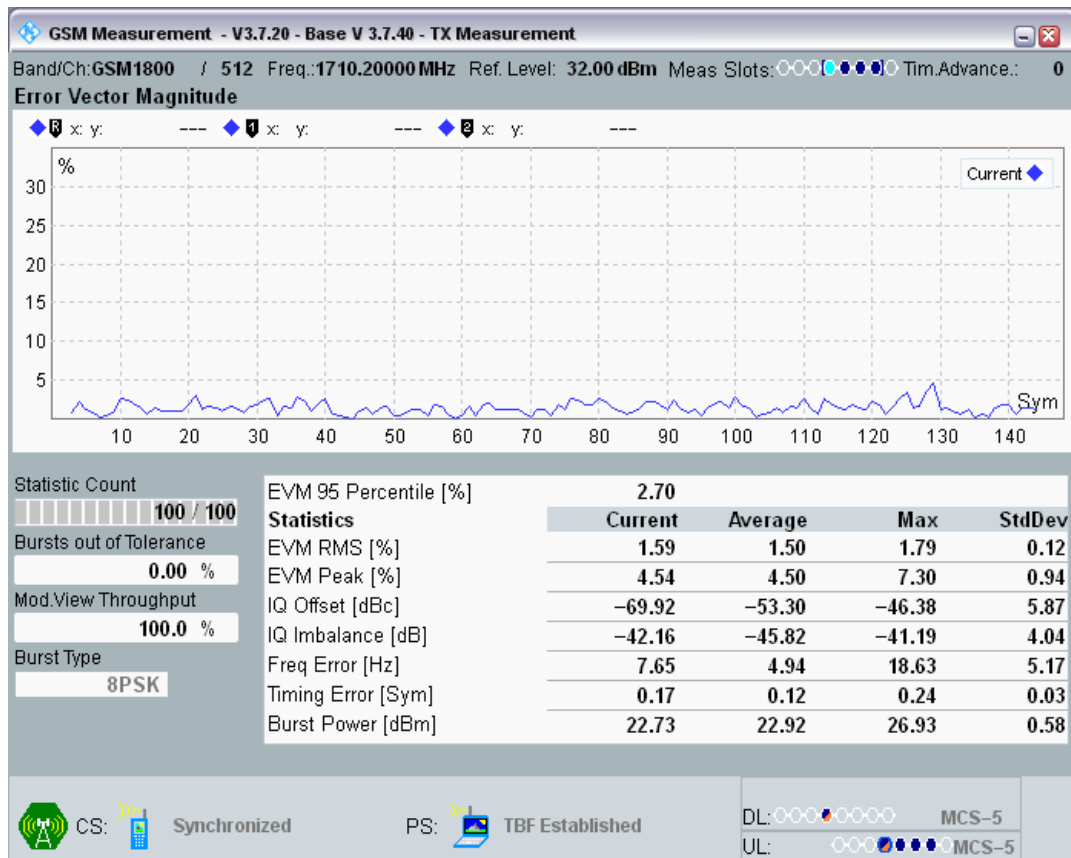 GSM Measurement - V3.7.20 - Base V 3.7.40 - TX Measurement
Band/Ch:GSM1800 / 512 Freq.:1710.20000 MHz Ref. Level: 32.00 dBm Meas Slots: Tim.Advance.: 0
Error Vector Magnitude
R x: y: --- 1 x: y: --- 2 x: y: ---
%
Current
30
25
20
15
10
5
Sym
10 20 30 40 50 60 70 80 90 100 110 120 130 140
Statistic Count
100 / 100
Bursts out of Tolerance
0.00 %
Mod.View Throughput
100.0 %
Burst Type
8PSK
EVM 95 Percentile [%] 2.70
Statistics Current Average Max StdDev
EVM RMS [%] 1.59 1.50 1.79 0.12
EVM Peak [%] 4.54 4.50 7.30 0.94
IQ Offset [dBc] −69.92 −53.30 −46.38 5.87
IQ Imbalance [dB] −42.16 −45.82 −41.19 4.04
Freq Error [Hz] 7.65 4.94 18.63 5.17
Timing Error [Sym] 0.17 0.12 0.24 0.03
Burst Power [dBm] 22.73 22.92 26.93 0.58
CS: Synchronized PS: TBF Established
DL: MCS−5
UL: MCS−5